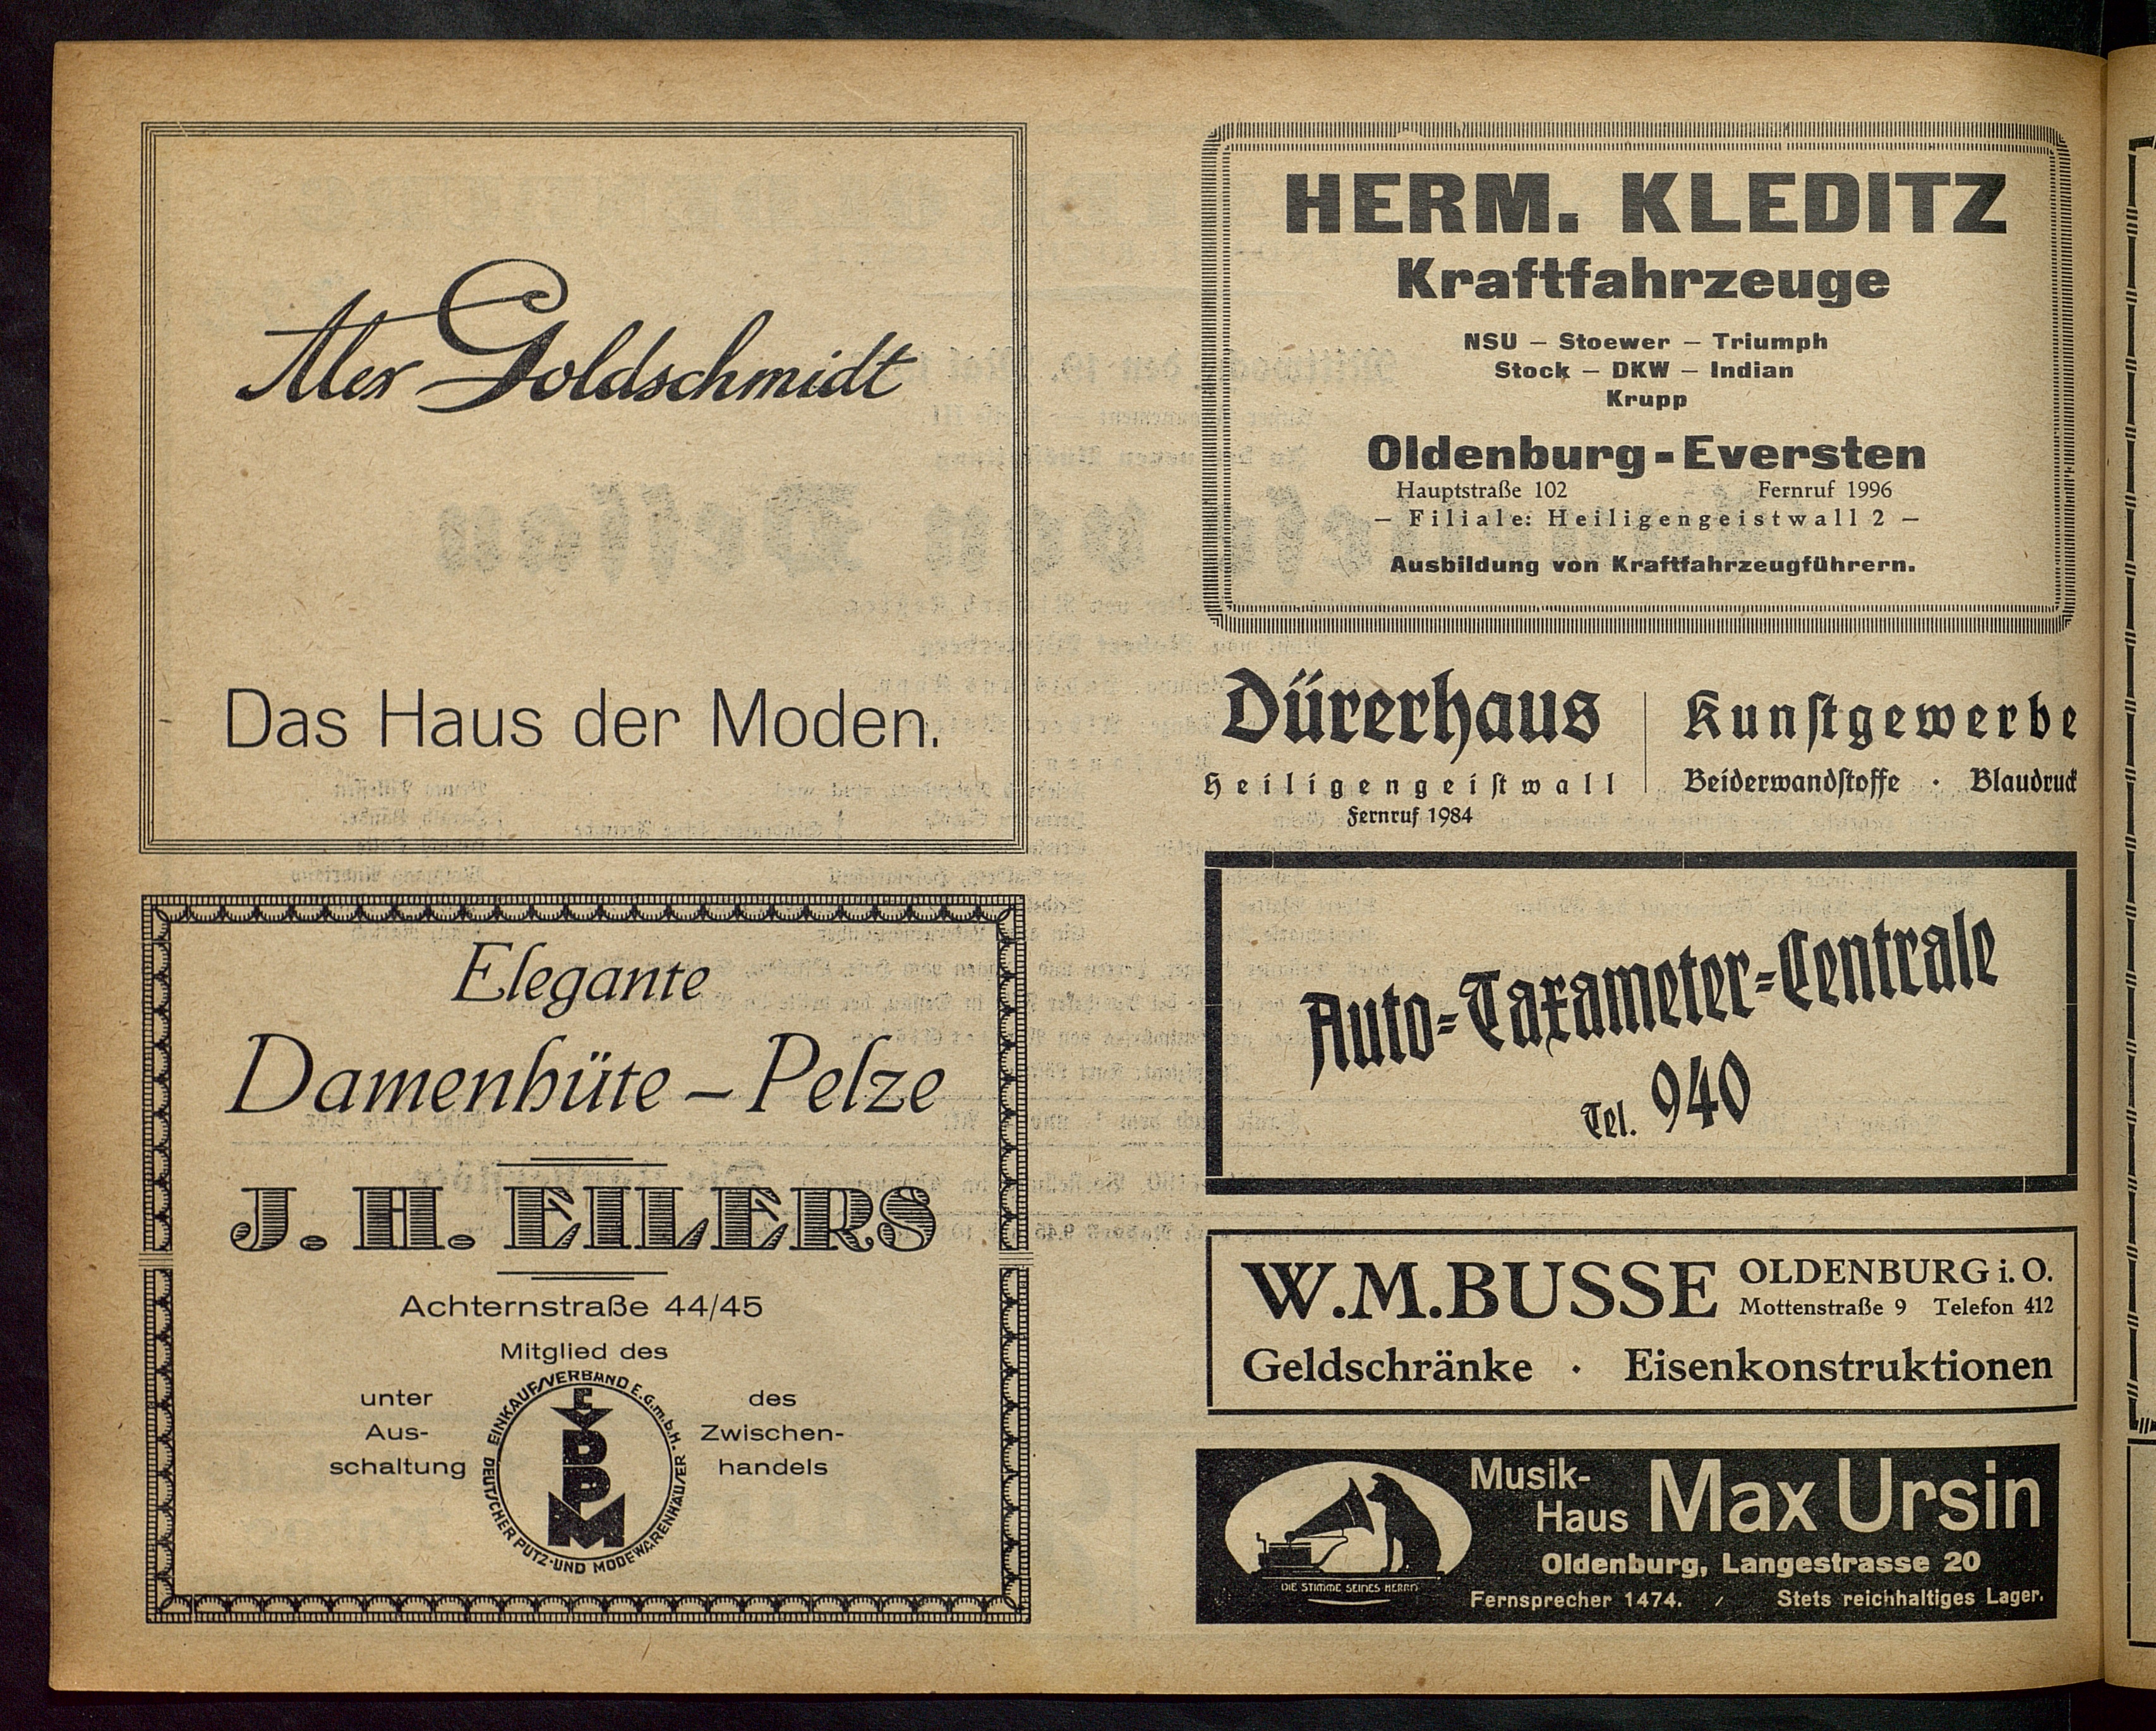 Alex Goldschmidt
Das Haus der Moden.
Elegante
Damenhüte – Pelze
J. H. EILERS
Achternstraße 44/45
Mitglied des
unter
Aus-
schaltung
EINKAUFSVERBAND E.G.m.b.H.
DEUTSCHER PUTZ-UND MODEWARENHÄUSER
EVDPM
des
Zwischen-
handels
HERM. KLEDITZ
Kraftfahrzeuge
NSU – Stoewer – Triumph
Stock – DKW – Indian
Krupp
Oldenburg-Eversten
Hauptstraße 102 Fernruf 1996
– Filiale: Heiligengeistwall 2 –
Ausbildung von Kraftfahrzeugführern.
Dürerhaus
Heiligengeistwall
Fernruf 1984
Kunstgewerbe
Beiderwandstoffe · Blaudruck
Auto-Taxameter-Centrale
Tel. 940
W.M.BUSSE OLDENBURG i. O.
Mottenstraße 9 Telefon 412
Geldschränke · Eisenkonstruktionen
Musik-
Haus Max Ursin
Oldenburg, Langestrasse 20
DIE STIMME SEINES HERRN
Fernsprecher 1474. Stets reichhaltiges Lager.